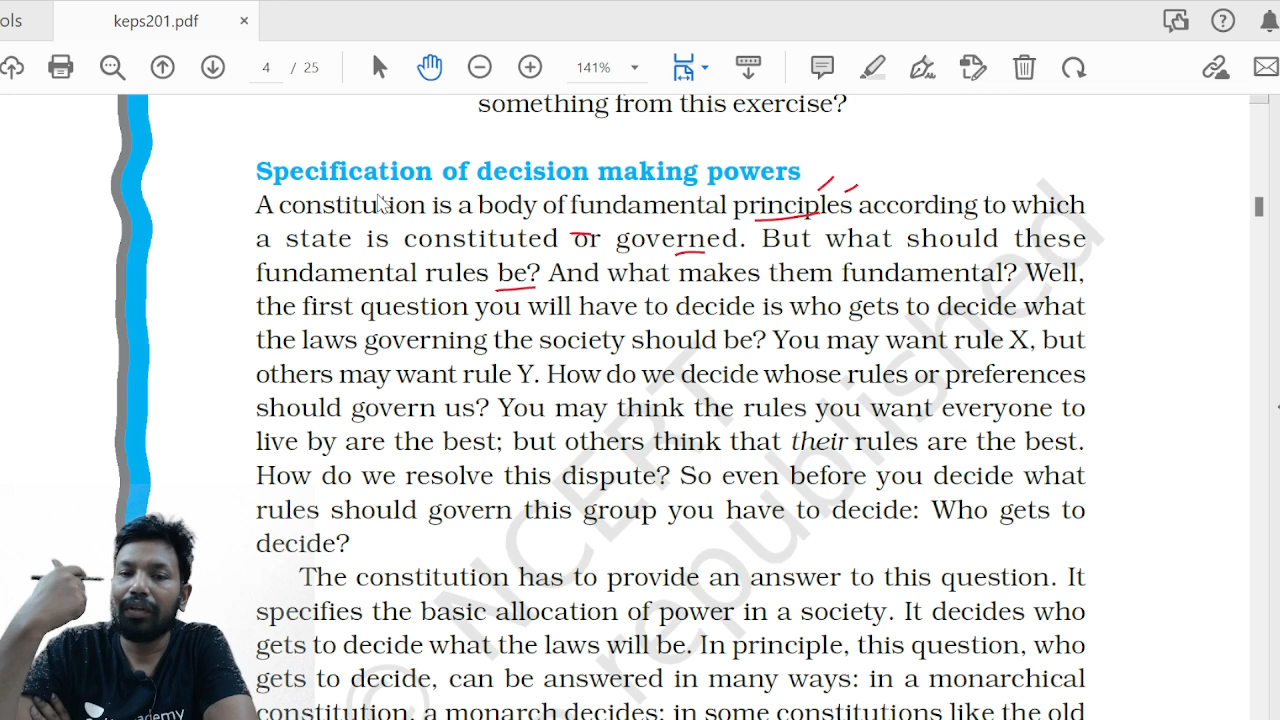 ols
keps201.pdf ×
4 / 25
141%
something from this exercise?
Specification of decision making powers
A constitution is a body of fundamental principles according to which
a state is constituted or governed. But what should these
fundamental rules be? And what makes them fundamental? Well,
the first question you will have to decide is who gets to decide what
the laws governing the society should be? You may want rule X, but
others may want rule Y. How do we decide whose rules or preferences
should govern us? You may think the rules you want everyone to
live by are the best; but others think that their rules are the best.
How do we resolve this dispute? So even before you decide what
rules should govern this group you have to decide: Who gets to
decide?
The constitution has to provide an answer to this question. It
specifies the basic allocation of power in a society. It decides who
gets to decide what the laws will be. In principle, this question, who
gets to decide, can be answered in many ways: in a monarchical
constitution, a monarch decides; in some constitutions like the old
© NCERT
republished